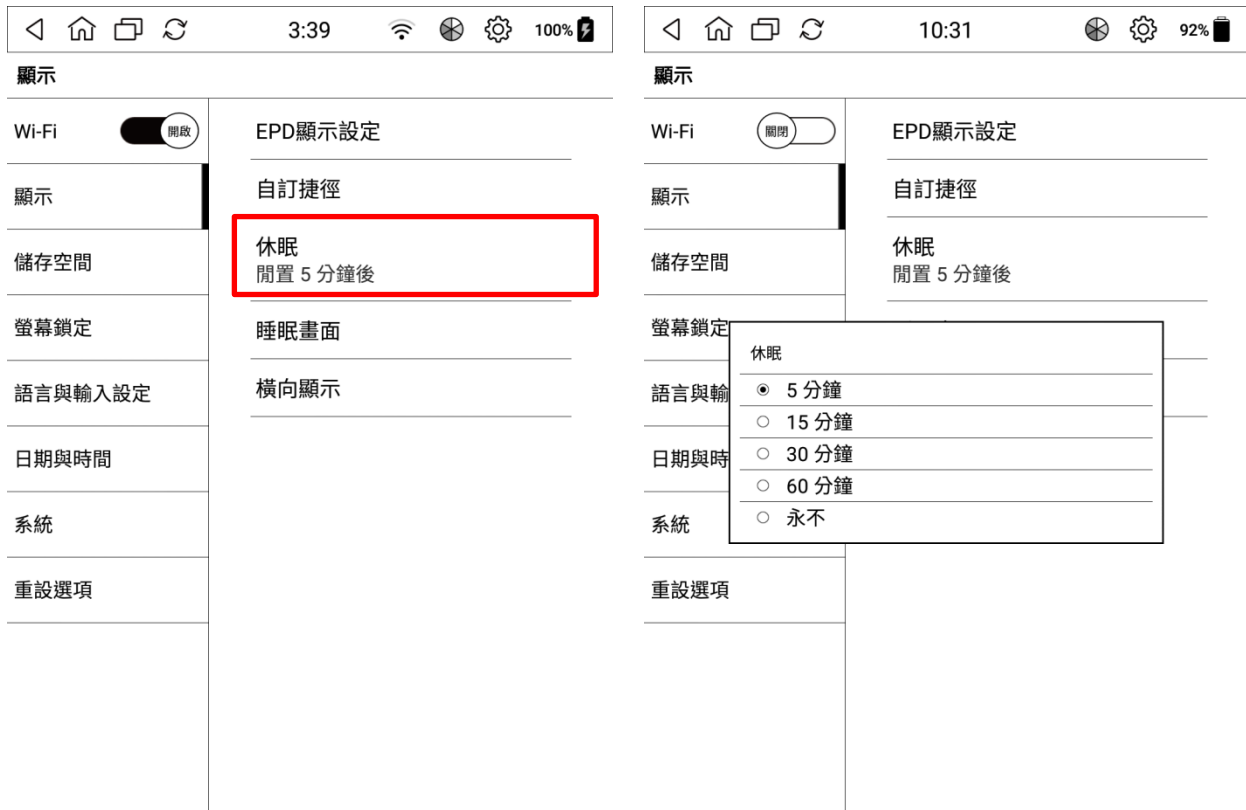 3:39
100%
顯示
Wi-Fi
開啟
顯示
儲存空間
螢幕鎖定
語言與輸入設定
日期與時間
系統
重設選項
EPD顯示設定
自訂捷徑
休眠
閒置 5 分鐘後
睡眠畫面
橫向顯示
10:31
92%
顯示
Wi-Fi
關閉
顯示
儲存空間
螢幕鎖定
語言與輸
日期與時
系統
重設選項
EPD顯示設定
自訂捷徑
休眠
閒置 5 分鐘後
休眠
5 分鐘
15 分鐘
30 分鐘
60 分鐘
永不